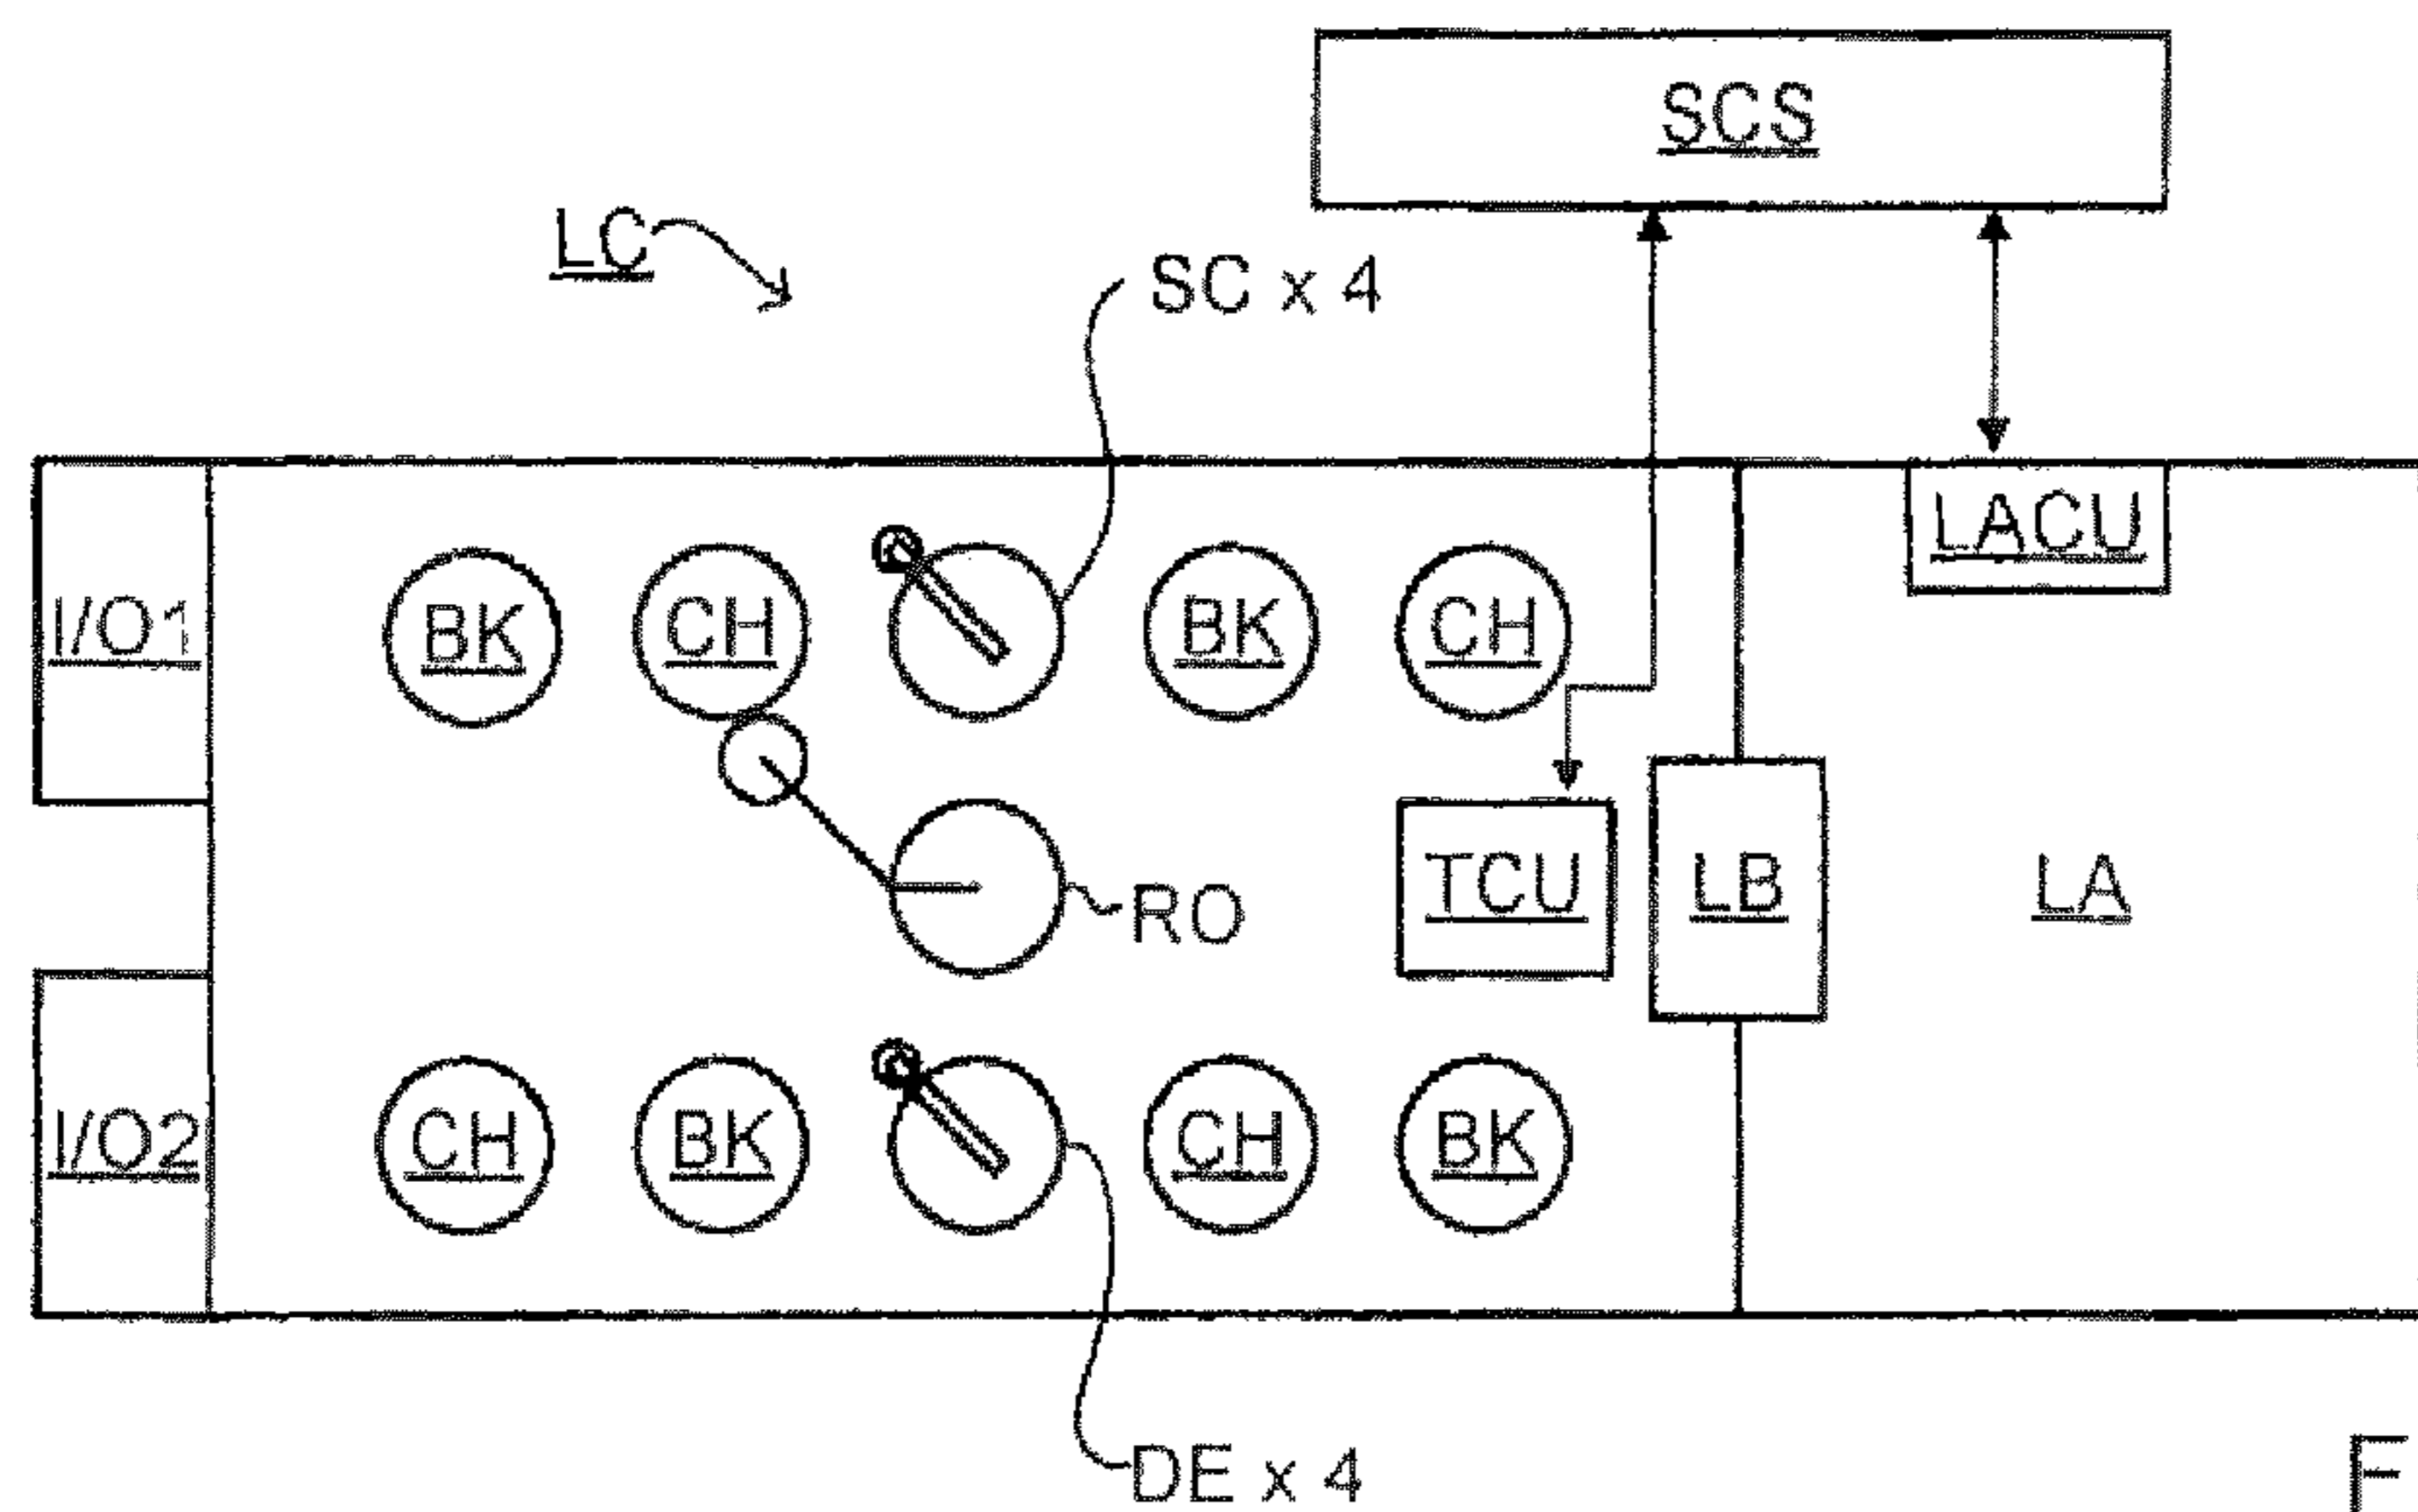 SCS
LC
SC x 4
LACU
I/O1
BK
CH
BK
CH
RO
TCU
LB
LA
I/O2
CH
BK
CH
BK
DE x 4
F